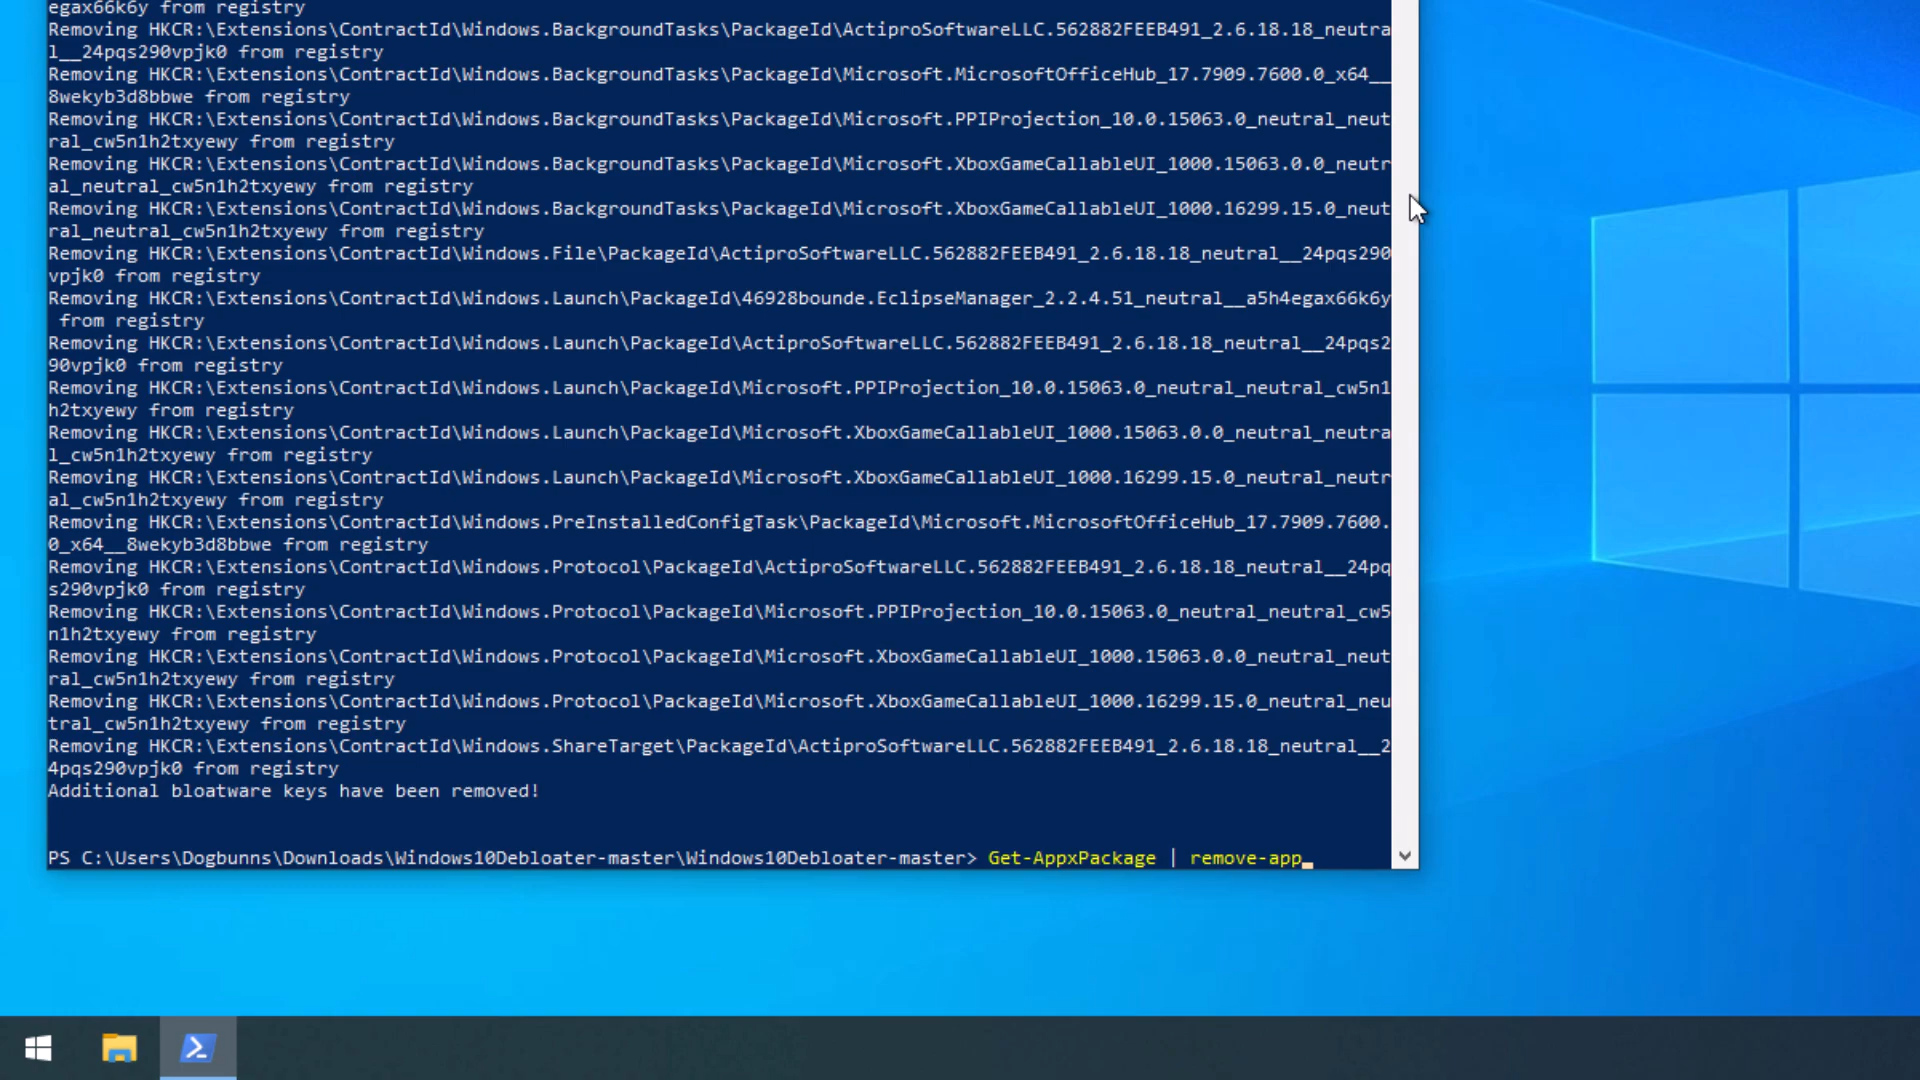 egax66k6y from registry
Removing HKCR:\Extensions\ContractId\Windows.BackgroundTasks\PackageId\ActiproSoftwareLLC.562882FEEB491_2.6.18.18_neutra
l__24pqs290vpjk0 from registry
Removing HKCR:\Extensions\ContractId\Windows.BackgroundTasks\PackageId\Microsoft.MicrosoftOfficeHub_17.7909.7600.0_x64__
8wekyb3d8bbwe from registry
Removing HKCR:\Extensions\ContractId\Windows.BackgroundTasks\PackageId\Microsoft.PPIProjection_10.0.15063.0_neutral_neut
ral_cw5n1h2txyewy from registry
Removing HKCR:\Extensions\ContractId\Windows.BackgroundTasks\PackageId\Microsoft.XboxGameCallableUI_1000.15063.0.0_neutr
al_neutral_cw5n1h2txyewy from registry
Removing HKCR:\Extensions\ContractId\Windows.BackgroundTasks\PackageId\Microsoft.XboxGameCallableUI_1000.16299.15.0_neut
ral_neutral_cw5n1h2txyewy from registry
Removing HKCR:\Extensions\ContractId\Windows.File\PackageId\ActiproSoftwareLLC.562882FEEB491_2.6.18.18_neutral__24pqs290
vpjk0 from registry
Removing HKCR:\Extensions\ContractId\Windows.Launch\PackageId\46928bounde.EclipseManager_2.2.4.51_neutral__a5h4egax66k6y
 from registry
Removing HKCR:\Extensions\ContractId\Windows.Launch\PackageId\ActiproSoftwareLLC.562882FEEB491_2.6.18.18_neutral__24pqs2
90vpjk0 from registry
Removing HKCR:\Extensions\ContractId\Windows.Launch\PackageId\Microsoft.PPIProjection_10.0.15063.0_neutral_neutral_cw5n1
h2txyewy from registry
Removing HKCR:\Extensions\ContractId\Windows.Launch\PackageId\Microsoft.XboxGameCallableUI_1000.15063.0.0_neutral_neutra
l_cw5n1h2txyewy from registry
Removing HKCR:\Extensions\ContractId\Windows.Launch\PackageId\Microsoft.XboxGameCallableUI_1000.16299.15.0_neutral_neutr
al_cw5n1h2txyewy from registry
Removing HKCR:\Extensions\ContractId\Windows.PreInstalledConfigTask\PackageId\Microsoft.MicrosoftOfficeHub_17.7909.7600.
0_x64__8wekyb3d8bbwe from registry
Removing HKCR:\Extensions\ContractId\Windows.Protocol\PackageId\ActiproSoftwareLLC.562882FEEB491_2.6.18.18_neutral__24pq
s290vpjk0 from registry
Removing HKCR:\Extensions\ContractId\Windows.Protocol\PackageId\Microsoft.PPIProjection_10.0.15063.0_neutral_neutral_cw5
n1h2txyewy from registry
Removing HKCR:\Extensions\ContractId\Windows.Protocol\PackageId\Microsoft.XboxGameCallableUI_1000.15063.0.0_neutral_neut
ral_cw5n1h2txyewy from registry
Removing HKCR:\Extensions\ContractId\Windows.Protocol\PackageId\Microsoft.XboxGameCallableUI_1000.16299.15.0_neutral_neu
tral_cw5n1h2txyewy from registry
Removing HKCR:\Extensions\ContractId\Windows.ShareTarget\PackageId\ActiproSoftwareLLC.562882FEEB491_2.6.18.18_neutral__2
4pqs290vpjk0 from registry
Additional bloatware keys have been removed!
PS C:\Users\Dogbunns\Downloads\Windows10Debloater-master\Windows10Debloater-master> Get-AppxPackage | remove-app